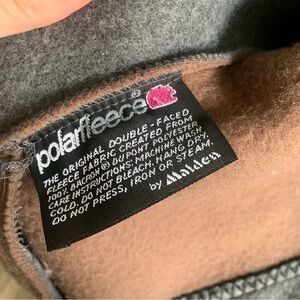 polarfleece®
THE ORIGINAL DOUBLE-FACED
FLEECE FABRIC CREATED FROM
100% DACRON® DUPONT POLYESTER
CARE INSTRUCTIONS: MACHINE WASH
COLD. DO NOT BLEACH. HANG DRY.
DO NOT PRESS, IRON OR STEAM.
by Malden